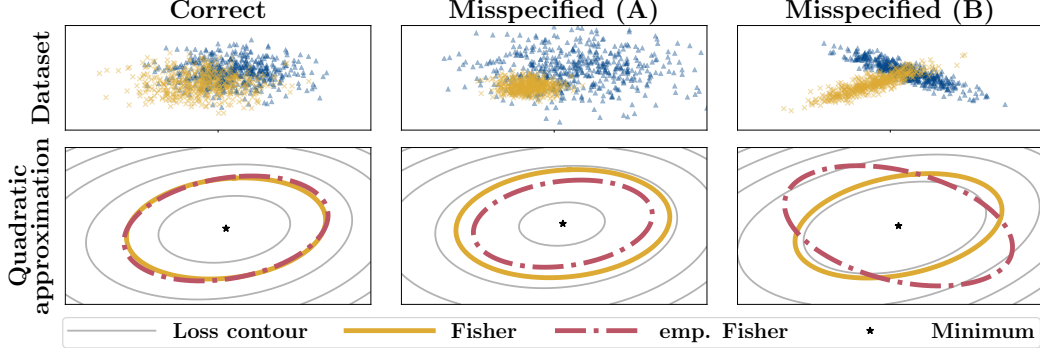 Correct
Misspecified (A)
Misspecified (B)
Dataset
Quadratic
approximation
Loss contour
Fisher
emp. Fisher
Minimum